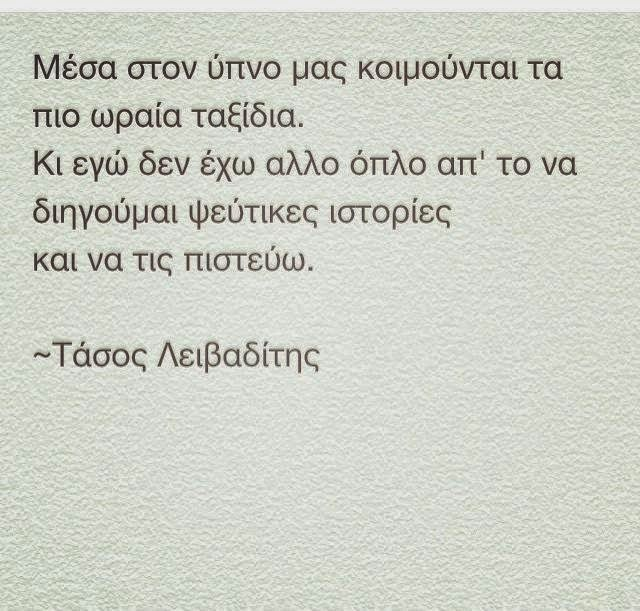 Μέσα στον ύπνο μας κοιμούνται τα
πιο ωραία ταξίδια.
Κι εγώ δεν έχω αλλο όπλο απ' το να
διηγούμαι ψεύτικες ιστορίες
και να τις πιστεύω.
~Τάσος Λειβαδίτης